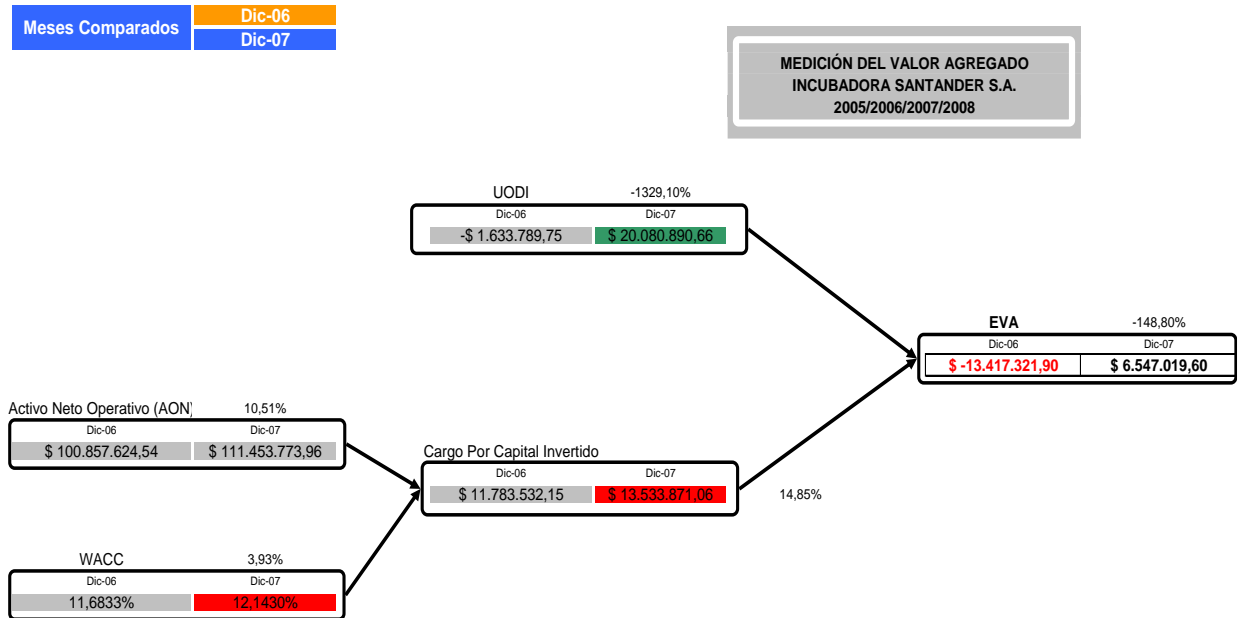 Meses Comparados
Dic-06
Dic-07
MEDICIÓN DEL VALOR AGREGADO
INCUBADORA SANTANDER S.A.
2005/2006/2007/2008
UODI -1329,10%
Dic-06 Dic-07
-$ 1.633.789,75 $ 20.080.890,66
EVA -148,80%
Dic-06 Dic-07
$ -13.417.321,90 $ 6.547.019,60
Activo Neto Operativo (AON) 10,51%
Dic-06 Dic-07
$ 100.857.624,54 $ 111.453.773,96
Cargo Por Capital Invertido
Dic-06 Dic-07
$ 11.783.532,15 $ 13.533.871,06
14,85%
WACC 3,93%
Dic-06 Dic-07
11,6833% 12,1430%